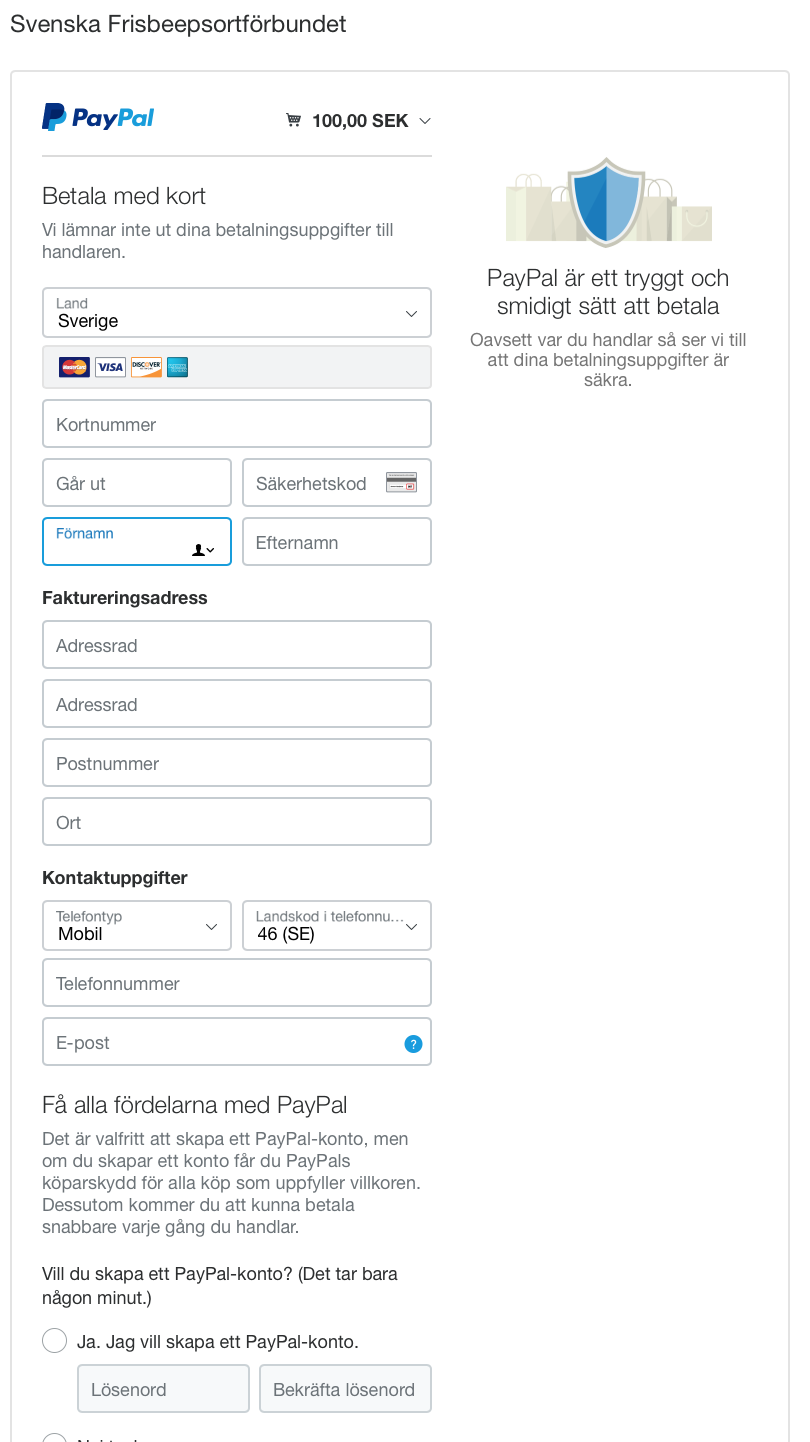 Svenska Frisbeepsortförbundet
PayPal
100,00 SEK
Betala med kort
Vi lämnar inte ut dina betalningsuppgifter till
handlaren.
Land
Sverige
MasterCard
VISA
DISCOVER
Kortnummer
Går ut
Säkerhetskod
Förnamn
Efternamn
Faktureringsadress
Adressrad
Adressrad
Postnummer
Ort
Kontaktuppgifter
Telefontyp
Mobil
Landskod i telefonnu...
46 (SE)
Telefonnummer
E-post
?
Få alla fördelarna med PayPal
Det är valfritt att skapa ett PayPal-konto, men
om du skapar ett konto får du PayPals
köparskydd för alla köp som uppfyller villkoren.
Dessutom kommer du att kunna betala
snabbare varje gång du handlar.
Vill du skapa ett PayPal-konto? (Det tar bara
någon minut.)
Ja. Jag vill skapa ett PayPal-konto.
Lösenord
Bekräfta lösenord
PayPal är ett tryggt och
smidigt sätt att betala
Oavsett var du handlar så ser vi till
att dina betalningsuppgifter är
säkra.